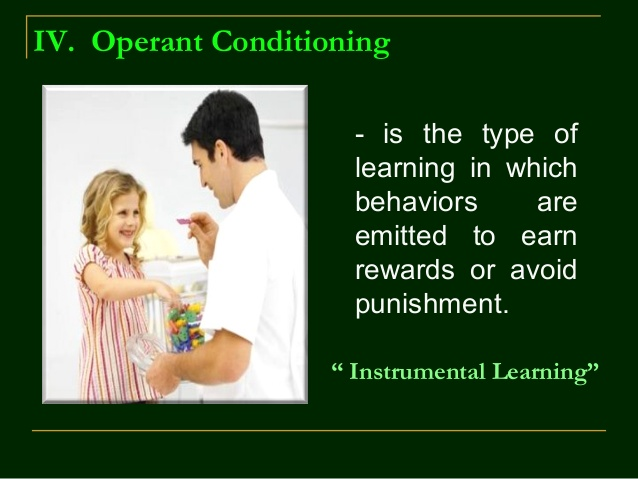 IV. Operant Conditioning
- is the type of
learning in which
behaviors are
emitted to earn
rewards or avoid
punishment.
“ Instrumental Learning”